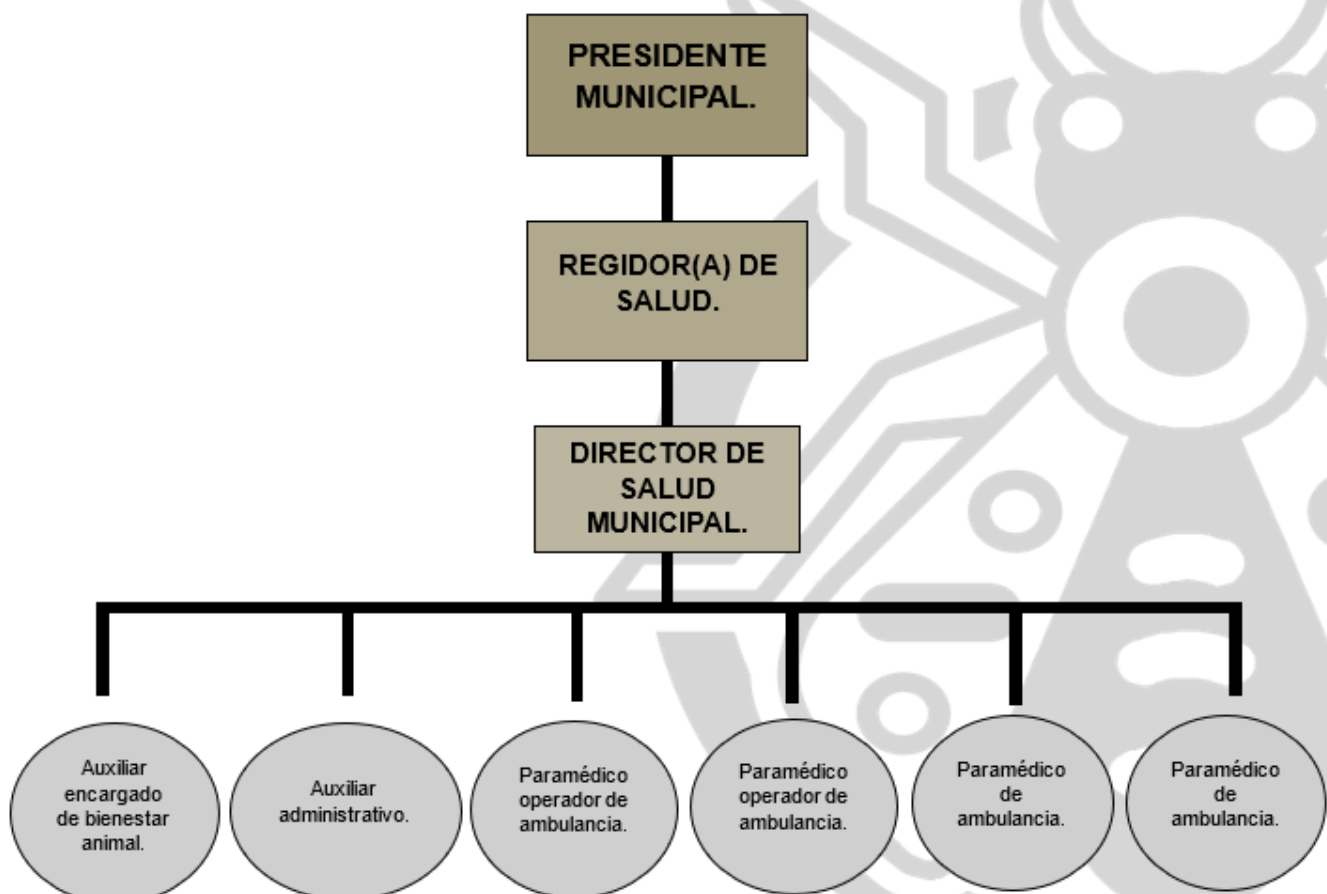 PRESIDENTE
MUNICIPAL.
REGIDOR(A) DE
SALUD.
DIRECTOR DE
SALUD
MUNICIPAL.
Auxiliar
encargado
de bienestar
animal.
Auxiliar
administrativo.
Paramédico
operador de
ambulancia.
Paramédico
operador de
ambulancia.
Paramédico
de
ambulancia.
Paramédico
de
ambulancia.